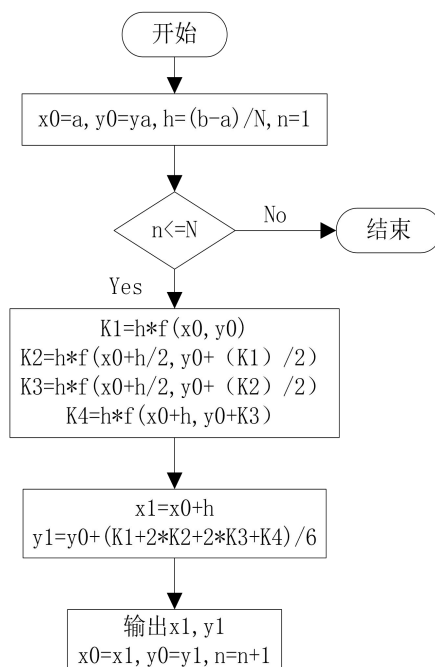 开始
x0=a,y0=ya,h=(b-a)/N,n=1
n<=N
No
结束
Yes
K1=h*f(x0,y0)
K2=h*f(x0+h/2,y0+（K1）/2)
K3=h*f(x0+h/2,y0+（K2）/2)
K4=h*f(x0+h,y0+K3)
x1=x0+h
y1=y0+(K1+2*K2+2*K3+K4)/6
输出x1,y1
x0=x1,y0=y1,n=n+1